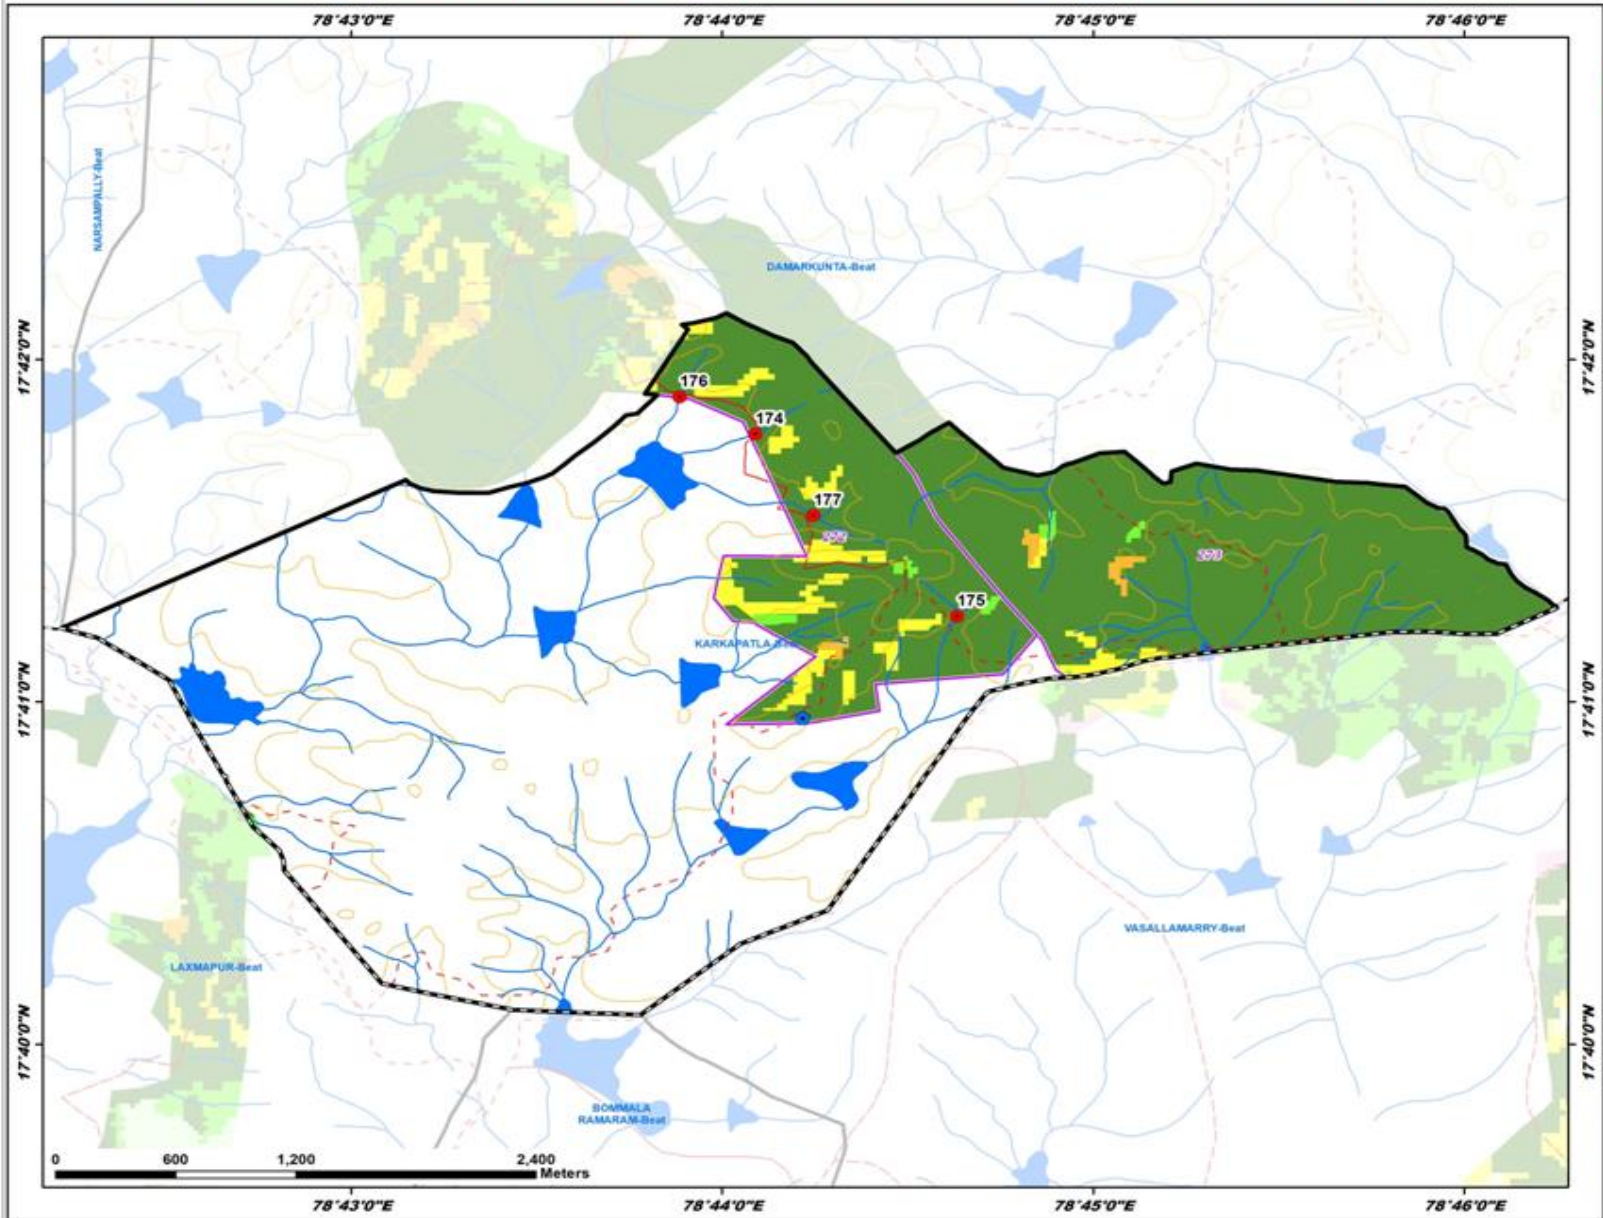 78°43'0"E 78°44'0"E 78°45'0"E 78°46'0"E
NARSAMPALLY-Beat
DAMARKUNTA-Beat
17°42'0"N 17°42'0"N
176
174
177
272
273
175
KARKAPATLA-Beat
17°41'0"N 17°41'0"N
VASALLAMARRY-Beat
LAXMAPUR-Beat
17°40'0"N 17°40'0"N
BOMMALA
RAMARAM-Beat
0 600 1,200 2,400
Meters
78°43'0"E 78°44'0"E 78°45'0"E 78°46'0"E